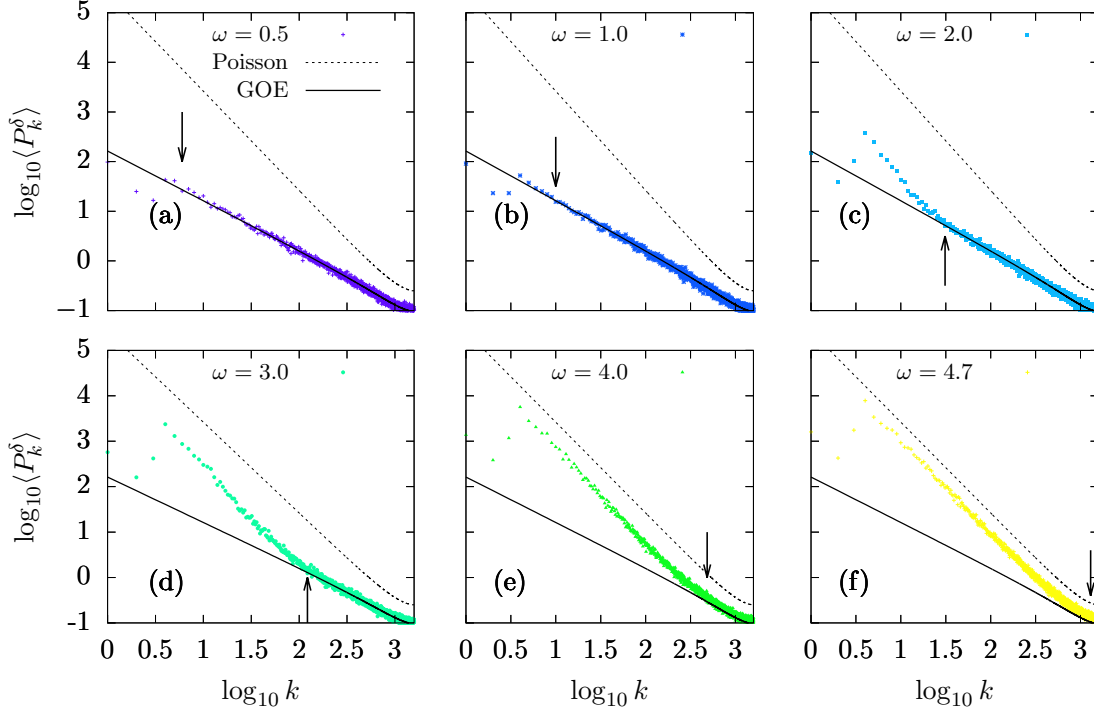 ω = 0.5
Poisson
GOE
(a)
log₁₀⟨Pₖᵟ⟩
5
4
3
2
1
0
−1
ω = 1.0
(b)
ω = 2.0
(c)
ω = 3.0
(d)
log₁₀⟨Pₖᵟ⟩
5
4
3
2
1
0
-1
0 0.5 1 1.5 2 2.5 3
log₁₀ k
ω = 4.0
(e)
0 0.5 1 1.5 2 2.5 3
log₁₀ k
ω = 4.7
(f)
0 0.5 1 1.5 2 2.5 3
log₁₀ k